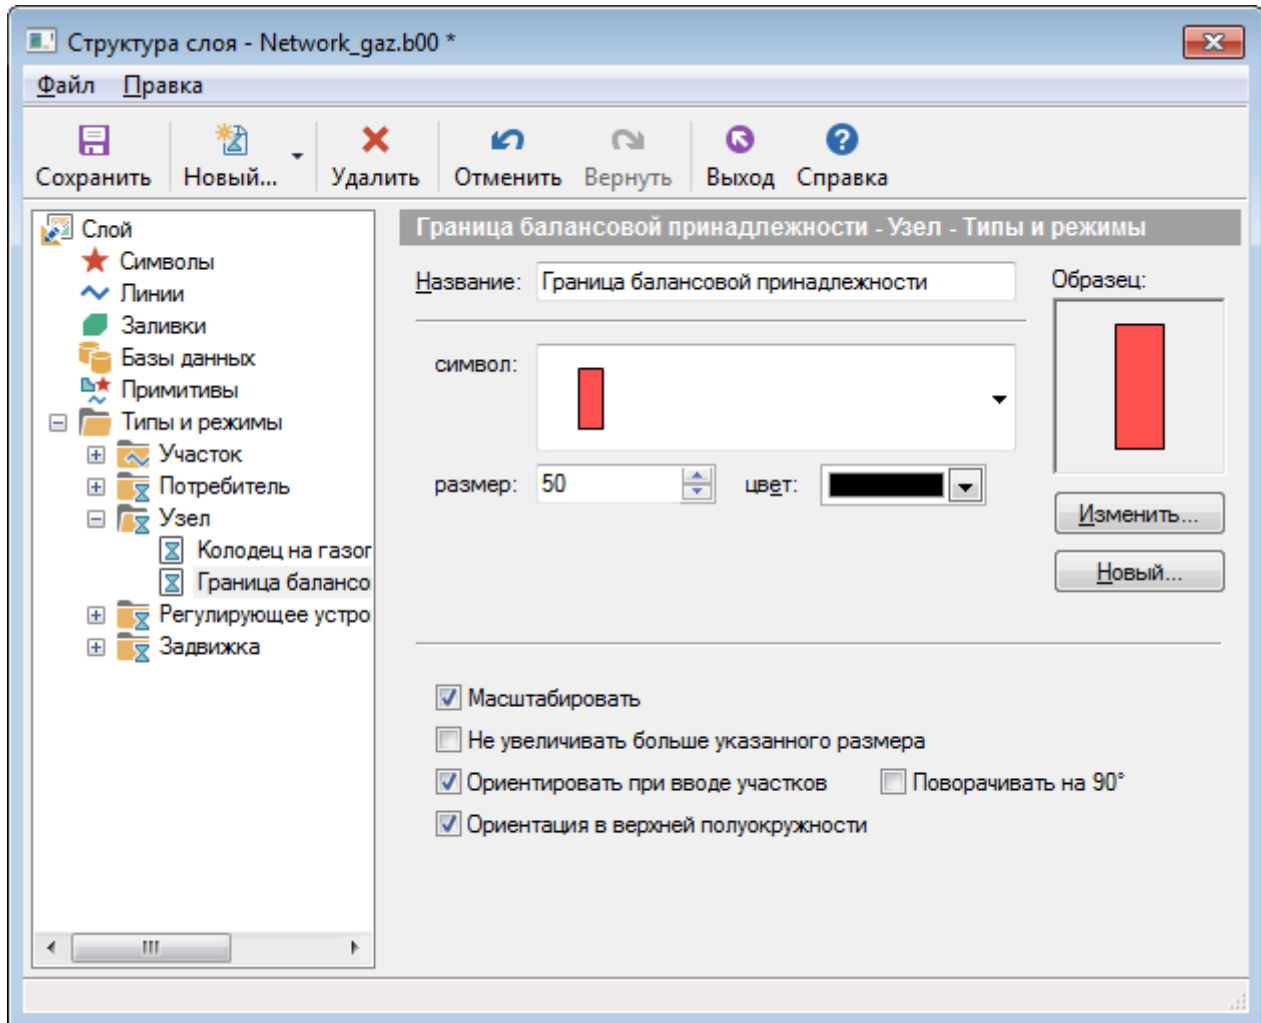 Структура слоя - Network_gaz.b00 *
Файл Правка
Сохранить Новый... Удалить Отменить Вернуть Выход Справка
Слой
Символы
Линии
Заливки
Базы данных
Примитивы
Типы и режимы
Участок
Потребитель
Узел
Колодец на газог
Граница балансо
Регулирующее устро
Задвижка
Граница балансовой принадлежности - Узел - Типы и режимы
Название: Граница балансовой принадлежности
Образец:
символ:
размер: 50 цвет:
Изменить...
Новый...
Масштабировать
Не увеличивать больше указанного размера
Ориентировать при вводе участков Поворачивать на 90°
Ориентация в верхней полуокружности